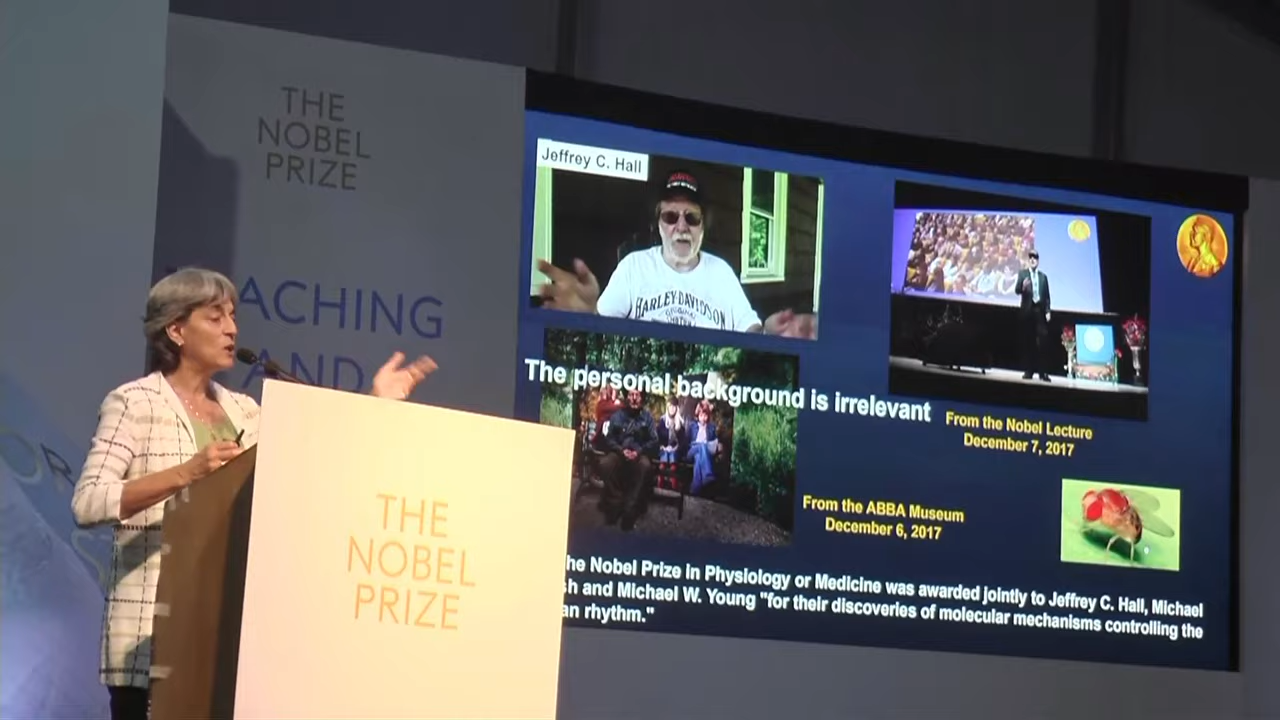 THE
NOBEL
PRIZE
ACHING
AND
THE
NOBEL
PRIZE
Jeffrey C. Hall
HARLEY-DAVIDSON
The personal background is irrelevant
From the Nobel Lecture
December 7, 2017
From the ABBA Museum
December 6, 2017
he Nobel Prize in Physiology or Medicine was awarded jointly to Jeffrey C. Hall, Michael
sh and Michael W. Young "for their discoveries of molecular mechanisms controlling the
an rhythm."